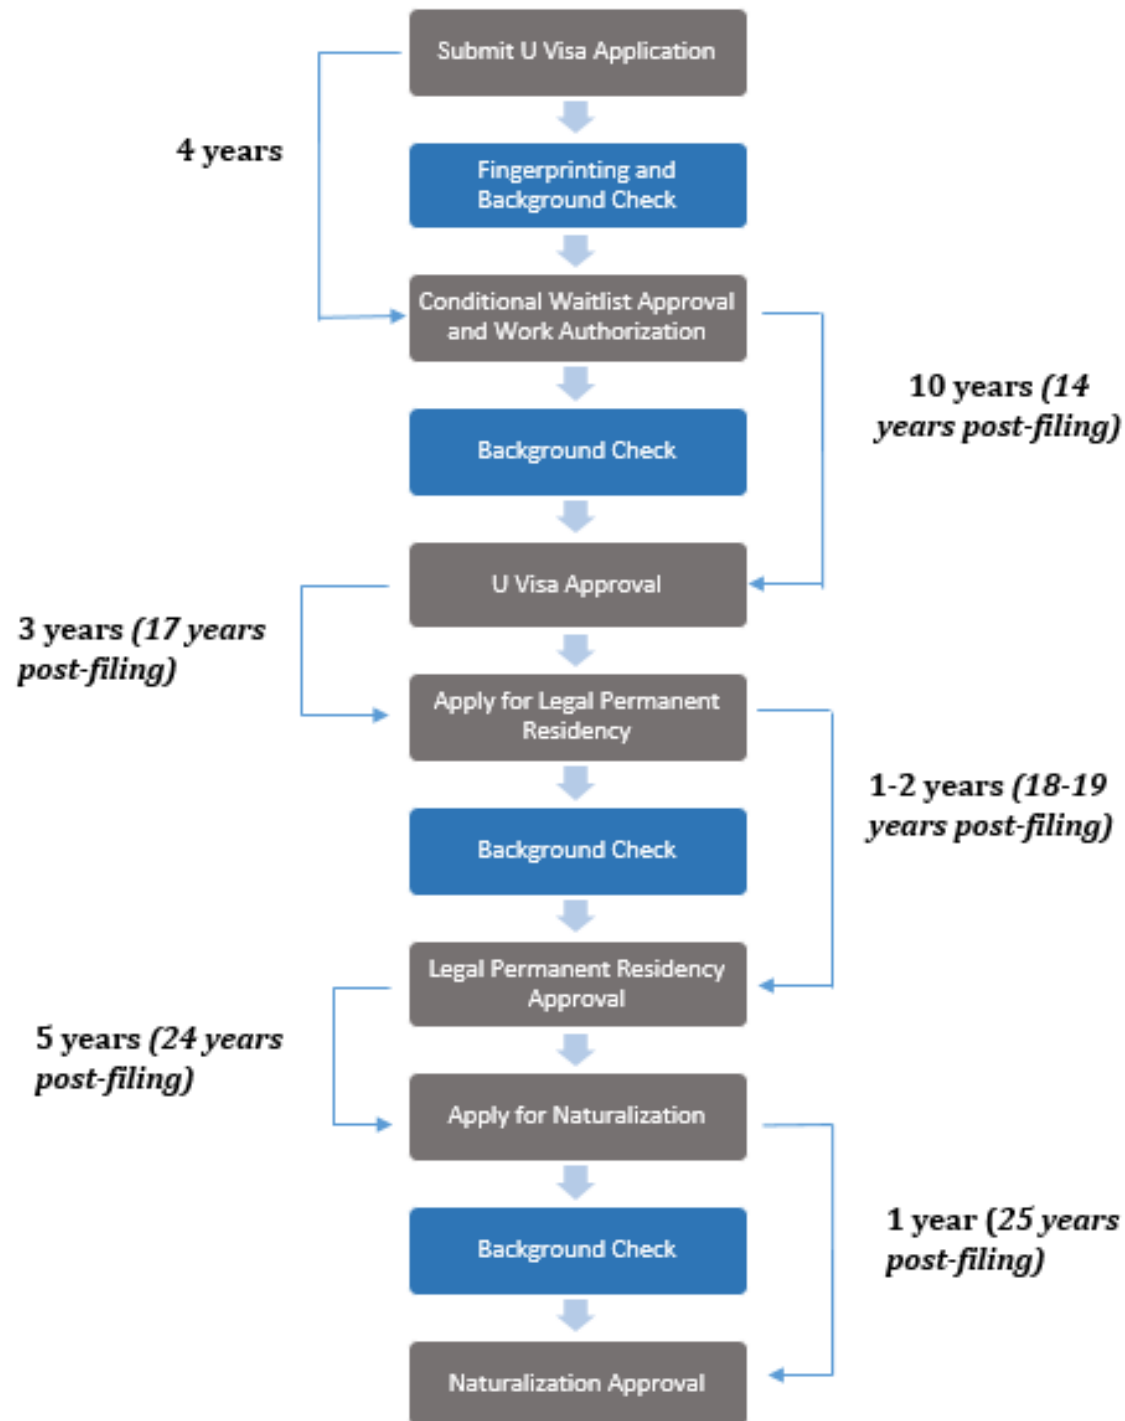 Submit U Visa Application
4 years
Fingerprinting and
Background Check
Conditional Waitlist Approval
and Work Authorization
10 years (14
years post-filing)
Background Check
U Visa Approval
3 years (17 years
post-filing)
Apply for Legal Permanent
Residency
1-2 years (18-19
years post-filing)
Background Check
Legal Permanent Residency
Approval
5 years (24 years
post-filing)
Apply for Naturalization
1 year (25 years
post-filing)
Background Check
Naturalization Approval